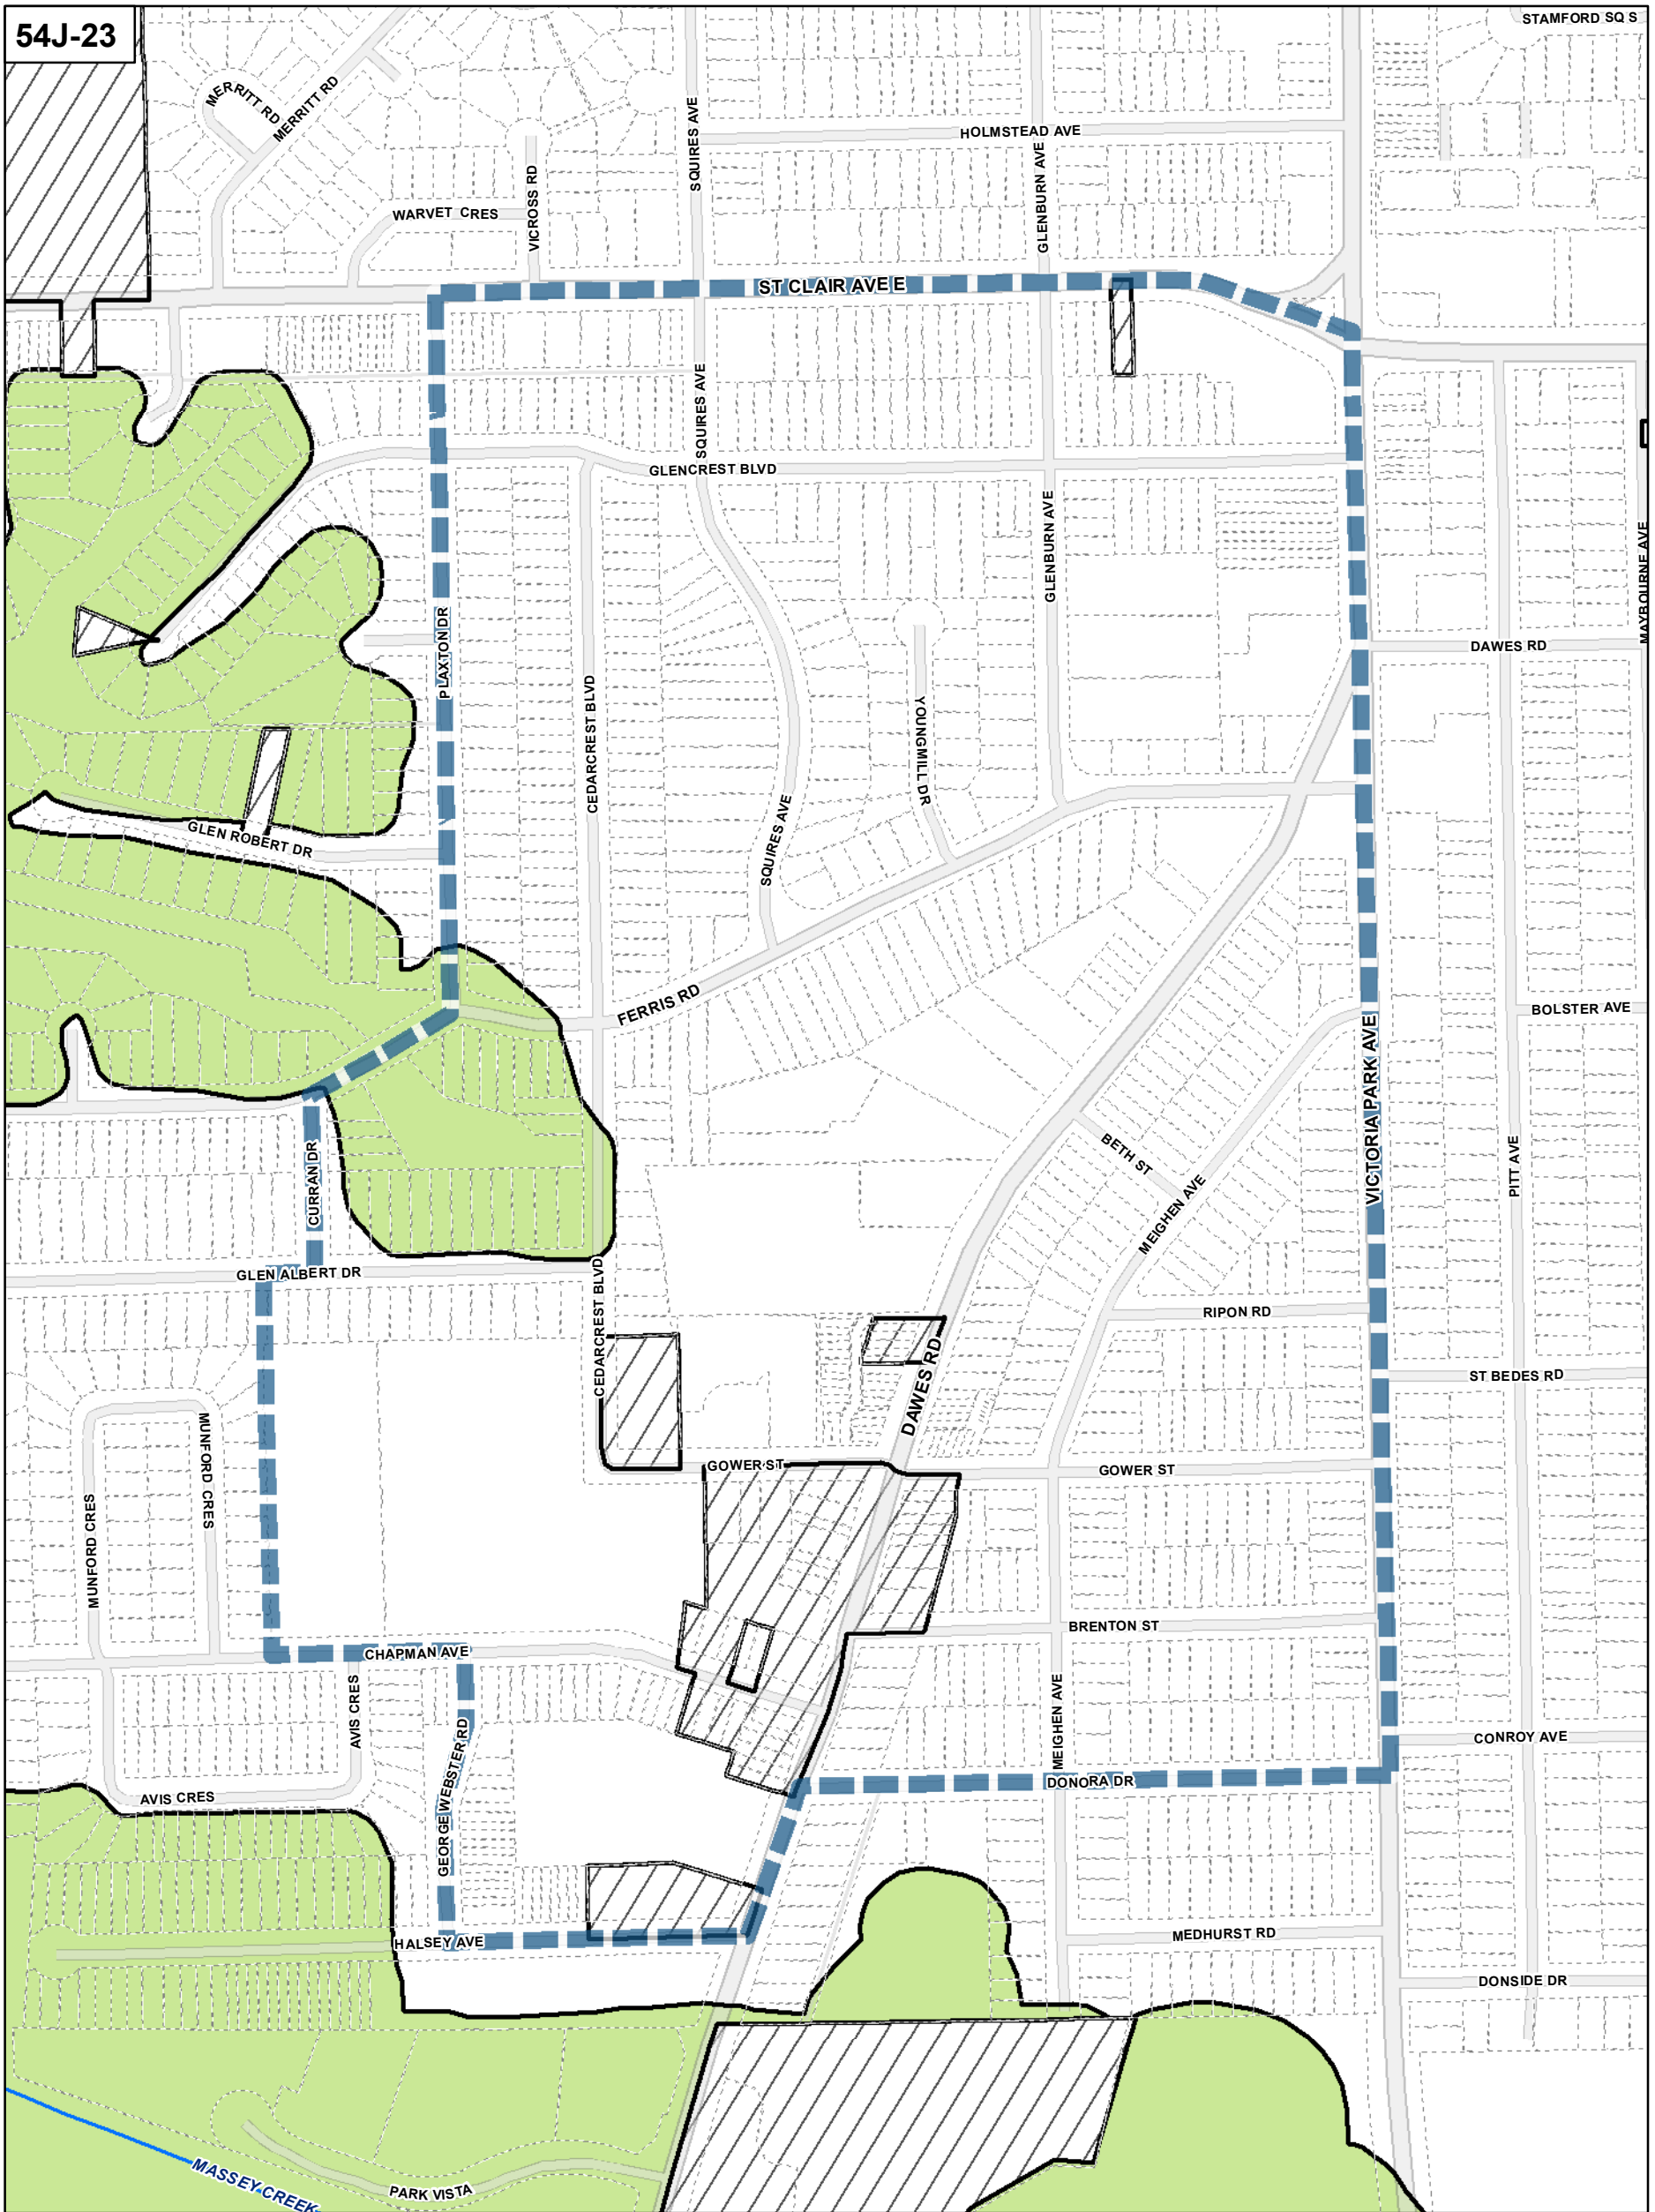 54J-23
STAMFORD SQ S
MERRITT RD
MERRITT RD
SQUIRES AVE
HOLMSTEAD AVE
GLENBURN AVE
VICROSS RD
WARVET CRES
ST CLAIR AVE E
SQUIRES AVE
GLENCREST BLVD
GLENBURN AVE
MAYBOURNE AVE
DAWES RD
PLAXTON DR
CEDARCREST BLVD
YOUNGMILL DR
SQUIRES AVE
GLEN ROBERT DR
FERRIS RD
BOLSTER AVE
VICTORIA PARK AVE
BETH ST
PITT AVE
CURRAN DR
MEIGHEN AVE
GLEN ALBERT DR
CEDARCREST BLVD
RIPON RD
DAWES RD
ST BEDES RD
MUNFORD CRES
MUNFORD CRES
GOWER ST
GOWER ST
BRENTON ST
CHAPMAN AVE
AVIS CRES
MEIGHEN AVE
GEORGE WEBSTER RD
CONROY AVE
DONORA DR
AVIS CRES
HALSEY AVE
MEDHURST RD
DONSIDE DR
MASSEY CREEK
PARK VISTA